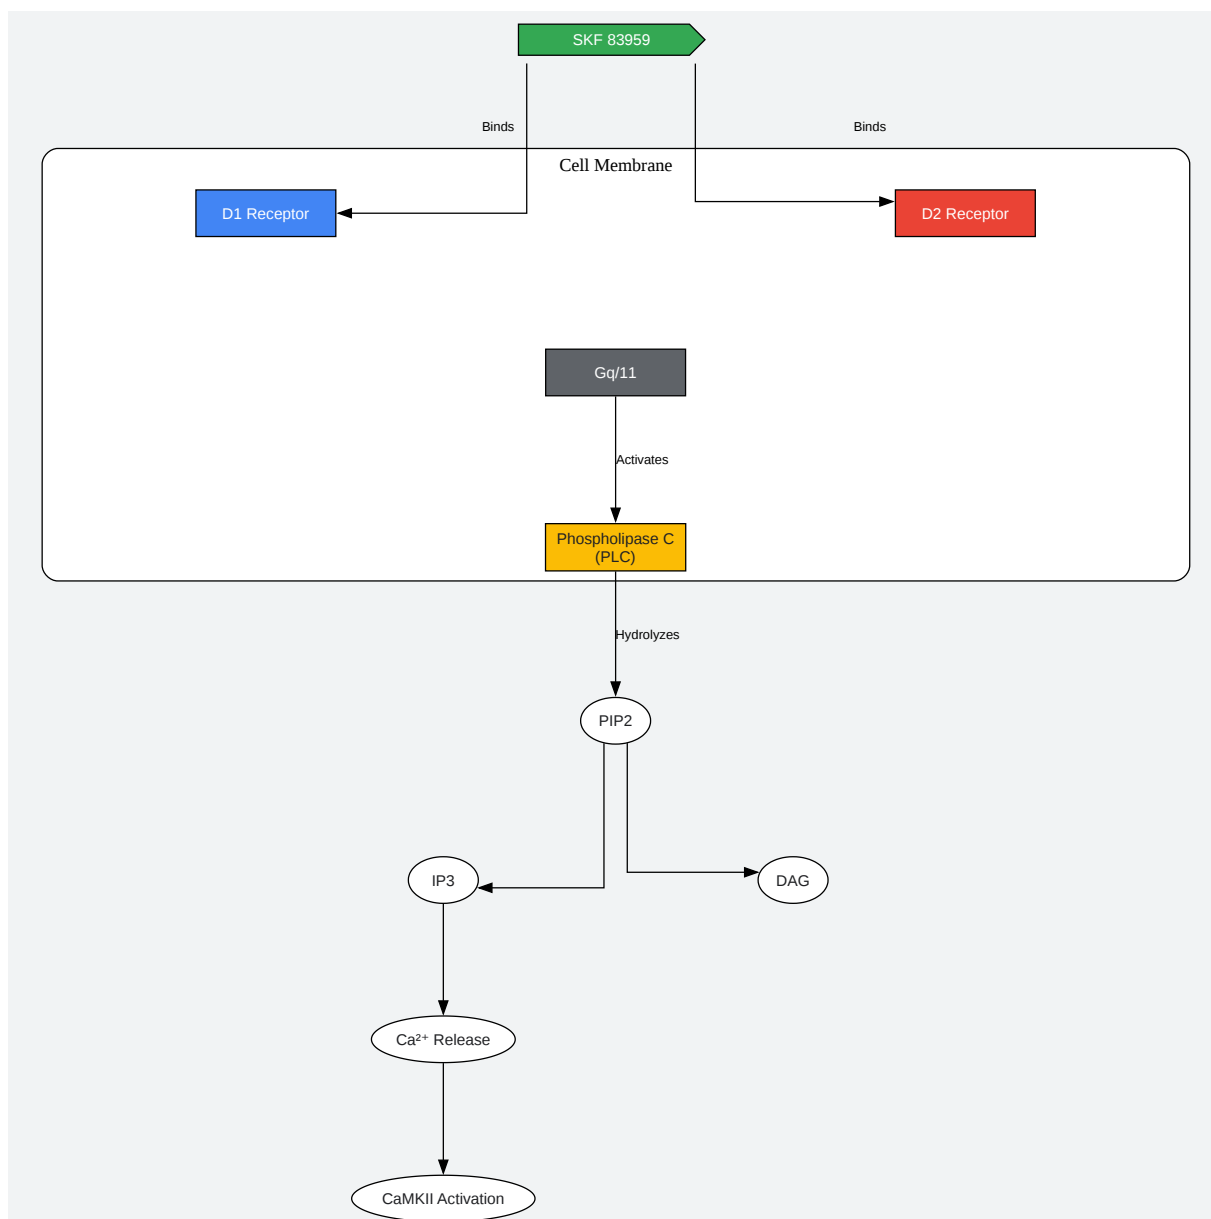 SKF 83959
Binds
Binds
Cell Membrane
D1 Receptor
D2 Receptor
Gq/11
Activates
Phospholipase C
(PLC)
Hydrolyzes
PIP2
IP3
DAG
Ca²⁺ Release
CaMKII Activation